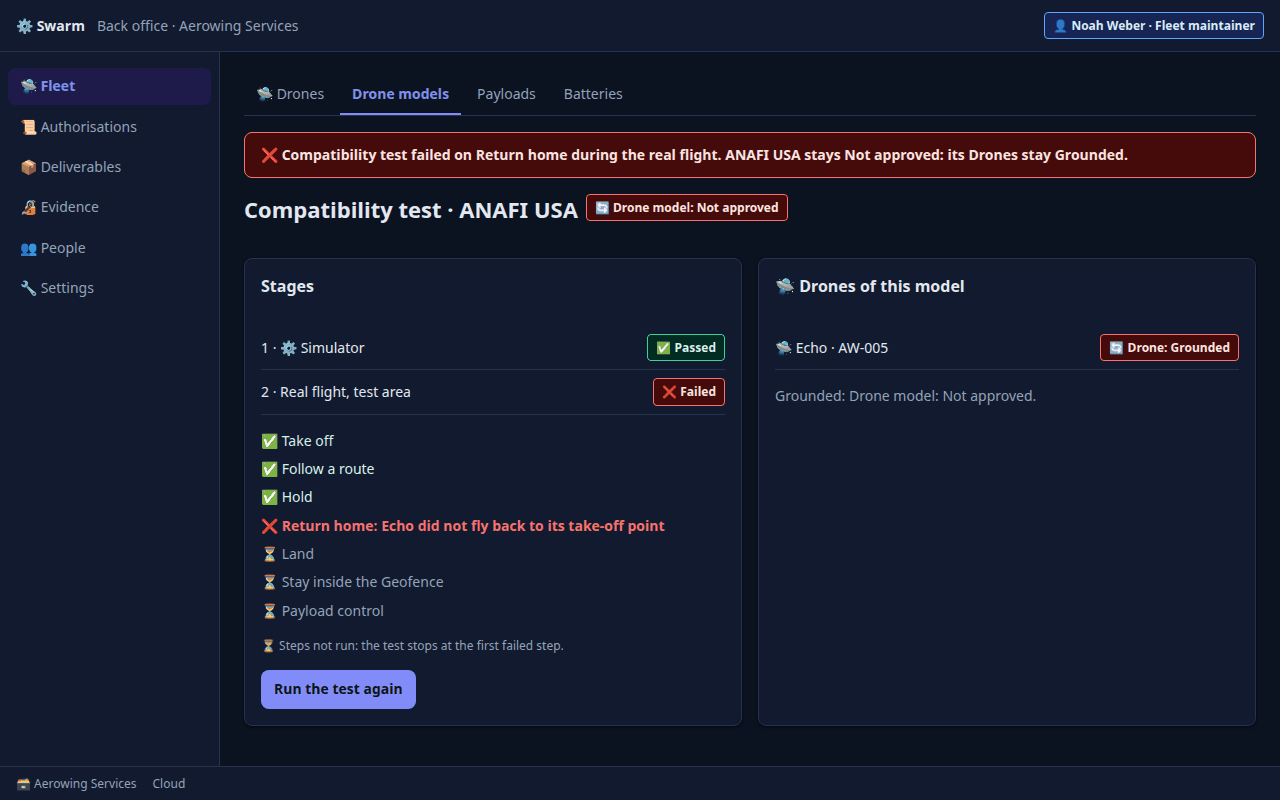 Swarm Back office · Aerowing Services
Noah Weber · Fleet maintainer
Fleet
Authorisations
Deliverables
Evidence
People
Settings
Drones Drone models Payloads Batteries
Compatibility test failed on Return home during the real flight. ANAFI USA stays Not approved: its Drones stay Grounded.
Compatibility test · ANAFI USA
Drone model: Not approved
Stages
1 · Simulator
Passed
2 · Real flight, test area
Failed
Take off
Follow a route
Hold
Return home: Echo did not fly back to its take-off point
Land
Stay inside the Geofence
Payload control
Steps not run: the test stops at the first failed step.
Run the test again
Drones of this model
Echo · AW-005
Drone: Grounded
Grounded: Drone model: Not approved.
Aerowing Services Cloud